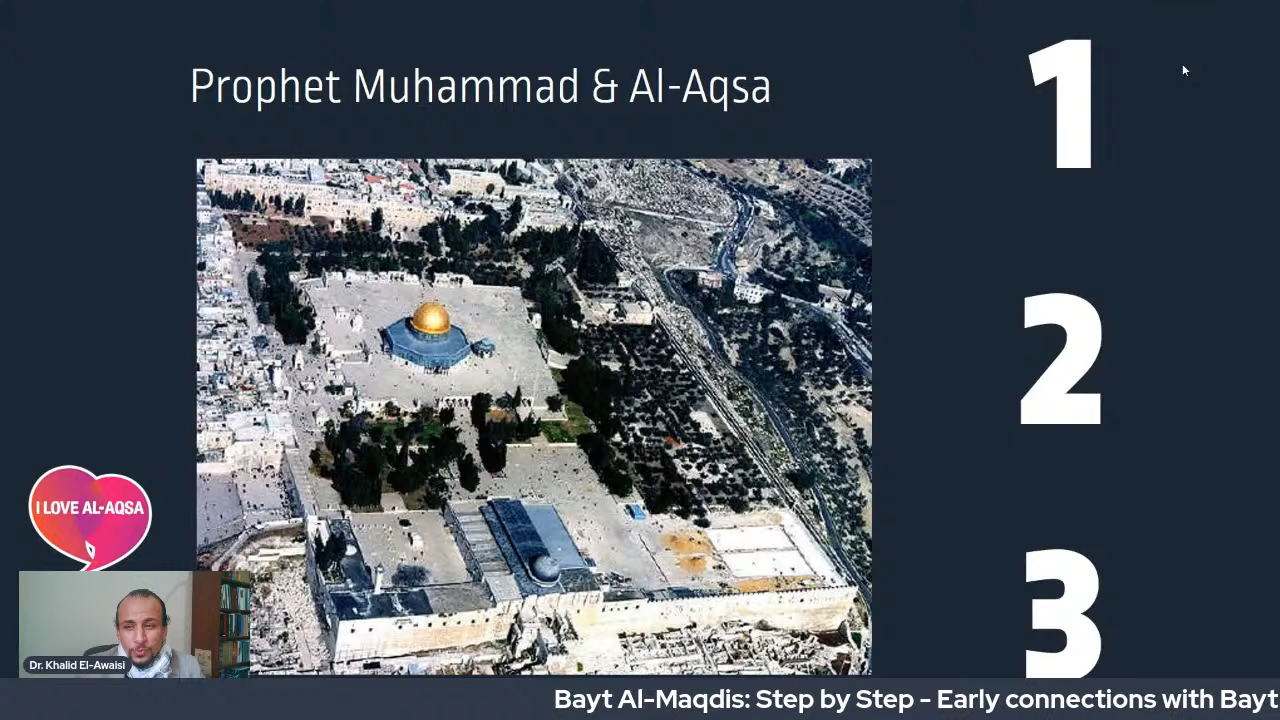 Prophet Muhammad & Al-Aqsa
1
2
3
I LOVE AL-AQSA
Dr. Khalid El-Awaisi
Bayt Al-Maqdis: Step by Step - Early connections with Bayt